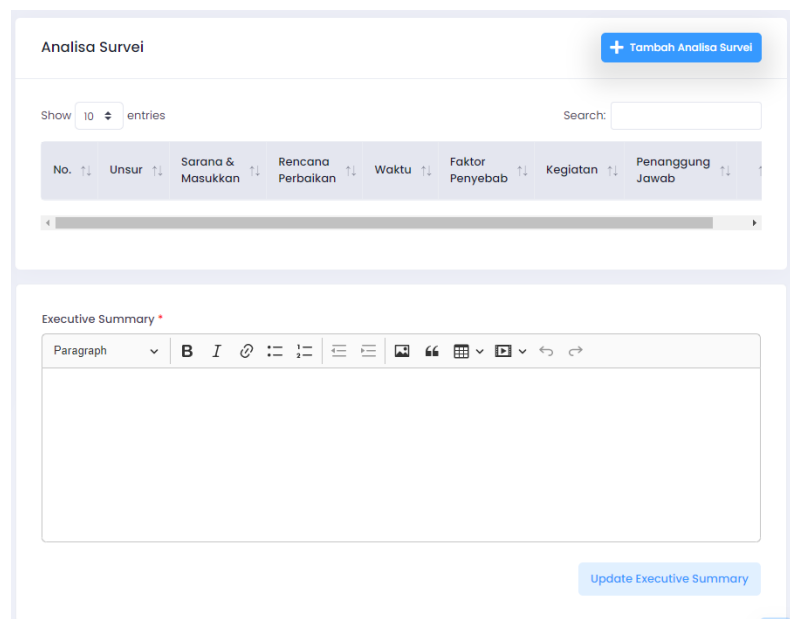 Analisa Survei
Tambah Analisa Survei
Show 10 entries
Search:
No. Unsur Sarana & Masukkan Rencana Perbaikan Waktu Faktor Penyebab Kegiatan Penanggung Jawab
Executive Summary *
Paragraph
Update Executive Summary